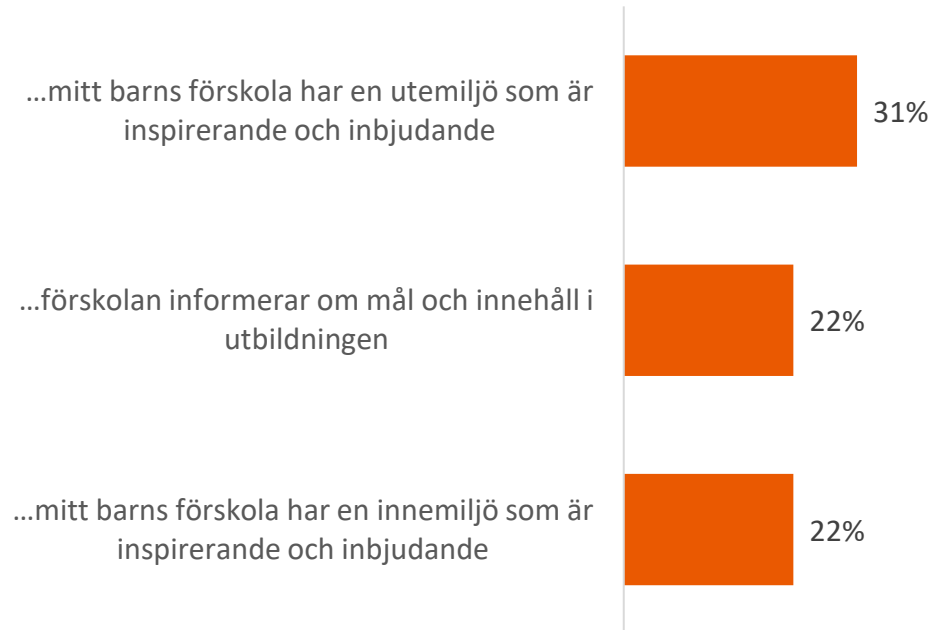 ...mitt barns förskola har en utemiljö som är
inspirerande och inbjudande
31%
...förskolan informerar om mål och innehåll i
utbildningen
22%
...mitt barns förskola har en innemiljö som är
inspirerande och inbjudande
22%